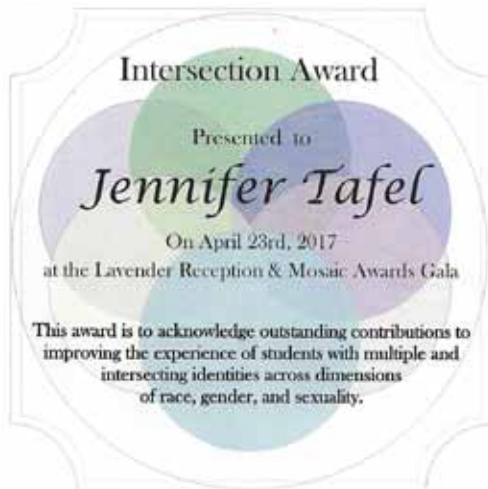 Intersection Award
Presented to
Jennifer Tafel
On April 23rd, 2017
at the Lavender Reception & Mosaic Awards Gala
This award is to acknowledge outstanding contributions to
improving the experience of students with multiple and
intersecting identities across dimensions
of race, gender, and sexuality.